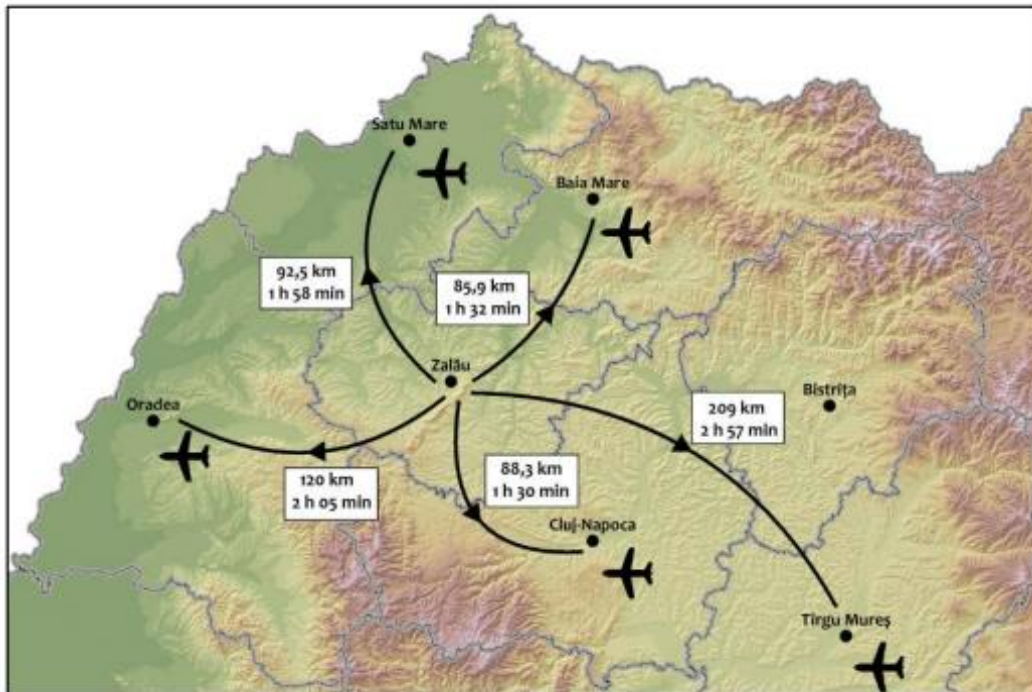 Satu Mare
Baia Mare
92,5 km
1 h 58 min
85,9 km
1 h 32 min
Zalău
Bistrița
Oradea
209 km
2 h 57 min
120 km
2 h 05 min
88,3 km
1 h 30 min
Cluj-Napoca
Tîrgu Mureş